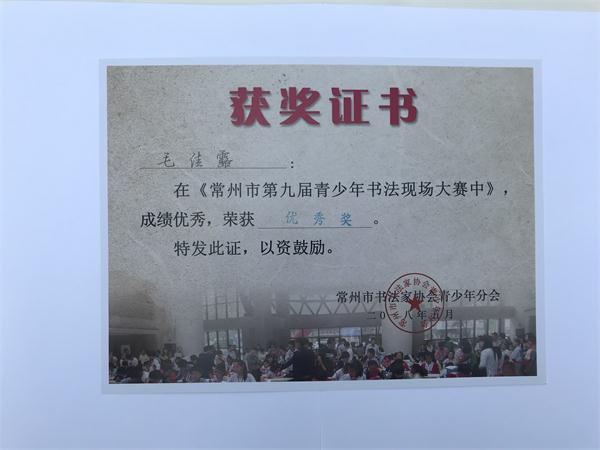 获奖证书
毛佳露：
在《常州市第九届青少年书法现场大赛中》，
成绩优秀，荣获 优秀奖 。
特发此证，以资鼓励。
常州市书法家协会青少年分会
二〇一八年五月